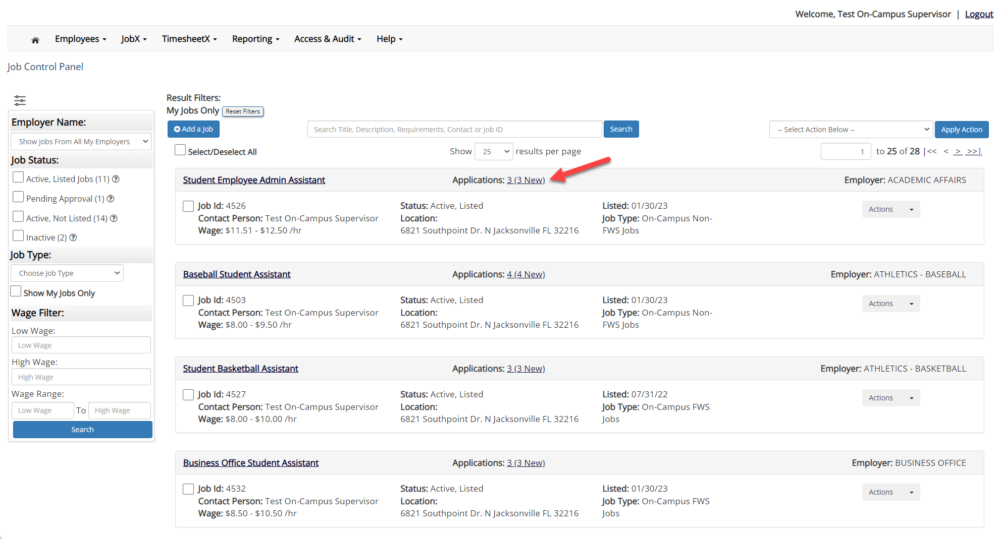 Welcome, Test On-Campus Supervisor | Logout
Employees JobX TimesheetX Reporting Access & Audit Help
Job Control Panel
Result Filters:
My Jobs Only Reset Filters
Add a Job Search Title, Description, Requirements, Contact or Job ID Search -- Select Action Below -- Apply Action
Select/Deselect All Show 25 results per page 1 to 25 of 28 |<< < > >>|
Employer Name:
Show Jobs From All My Employers
Job Status:
Active, Listed Jobs (11) ?
Pending Approval (1) ?
Active, Not Listed (14) ?
Inactive (2) ?
Job Type:
Choose Job Type
Show My Jobs Only
Wage Filter:
Low Wage:
Low Wage
High Wage:
High Wage
Wage Range:
Low Wage To High Wage
Search
Student Employee Admin Assistant Applications: 3 (3 New) Employer: ACADEMIC AFFAIRS
Job Id: 4526 Status: Active, Listed Listed: 01/30/23 Actions
Contact Person: Test On-Campus Supervisor Location: Job Type: On-Campus Non-
Wage: $11.51 - $12.50 /hr 6821 Southpoint Dr. N Jacksonville FL 32216 FWS Jobs
Baseball Student Assistant Applications: 4 (4 New) Employer: ATHLETICS - BASEBALL
Job Id: 4503 Status: Active, Listed Listed: 01/30/23 Actions
Contact Person: Test On-Campus Supervisor Location: Job Type: On-Campus Non-
Wage: $8.00 - $9.50 /hr 6821 Southpoint Dr. N Jacksonville FL 32216 FWS Jobs
Student Basketball Assistant Applications: 3 (3 New) Employer: ATHLETICS - BASKETBALL
Job Id: 4527 Status: Active, Listed Listed: 07/31/22 Actions
Contact Person: Test On-Campus Supervisor Location: Job Type: On-Campus FWS
Wage: $8.00 - $10.00 /hr 6821 Southpoint Dr. N Jacksonville FL 32216 Jobs
Business Office Student Assistant Applications: 3 (3 New) Employer: BUSINESS OFFICE
Job Id: 4532 Status: Active, Listed Listed: 01/30/23 Actions
Contact Person: Test On-Campus Supervisor Location: Job Type: On-Campus FWS
Wage: $8.50 - $10.50 /hr 6821 Southpoint Dr. N Jacksonville FL 32216 Jobs